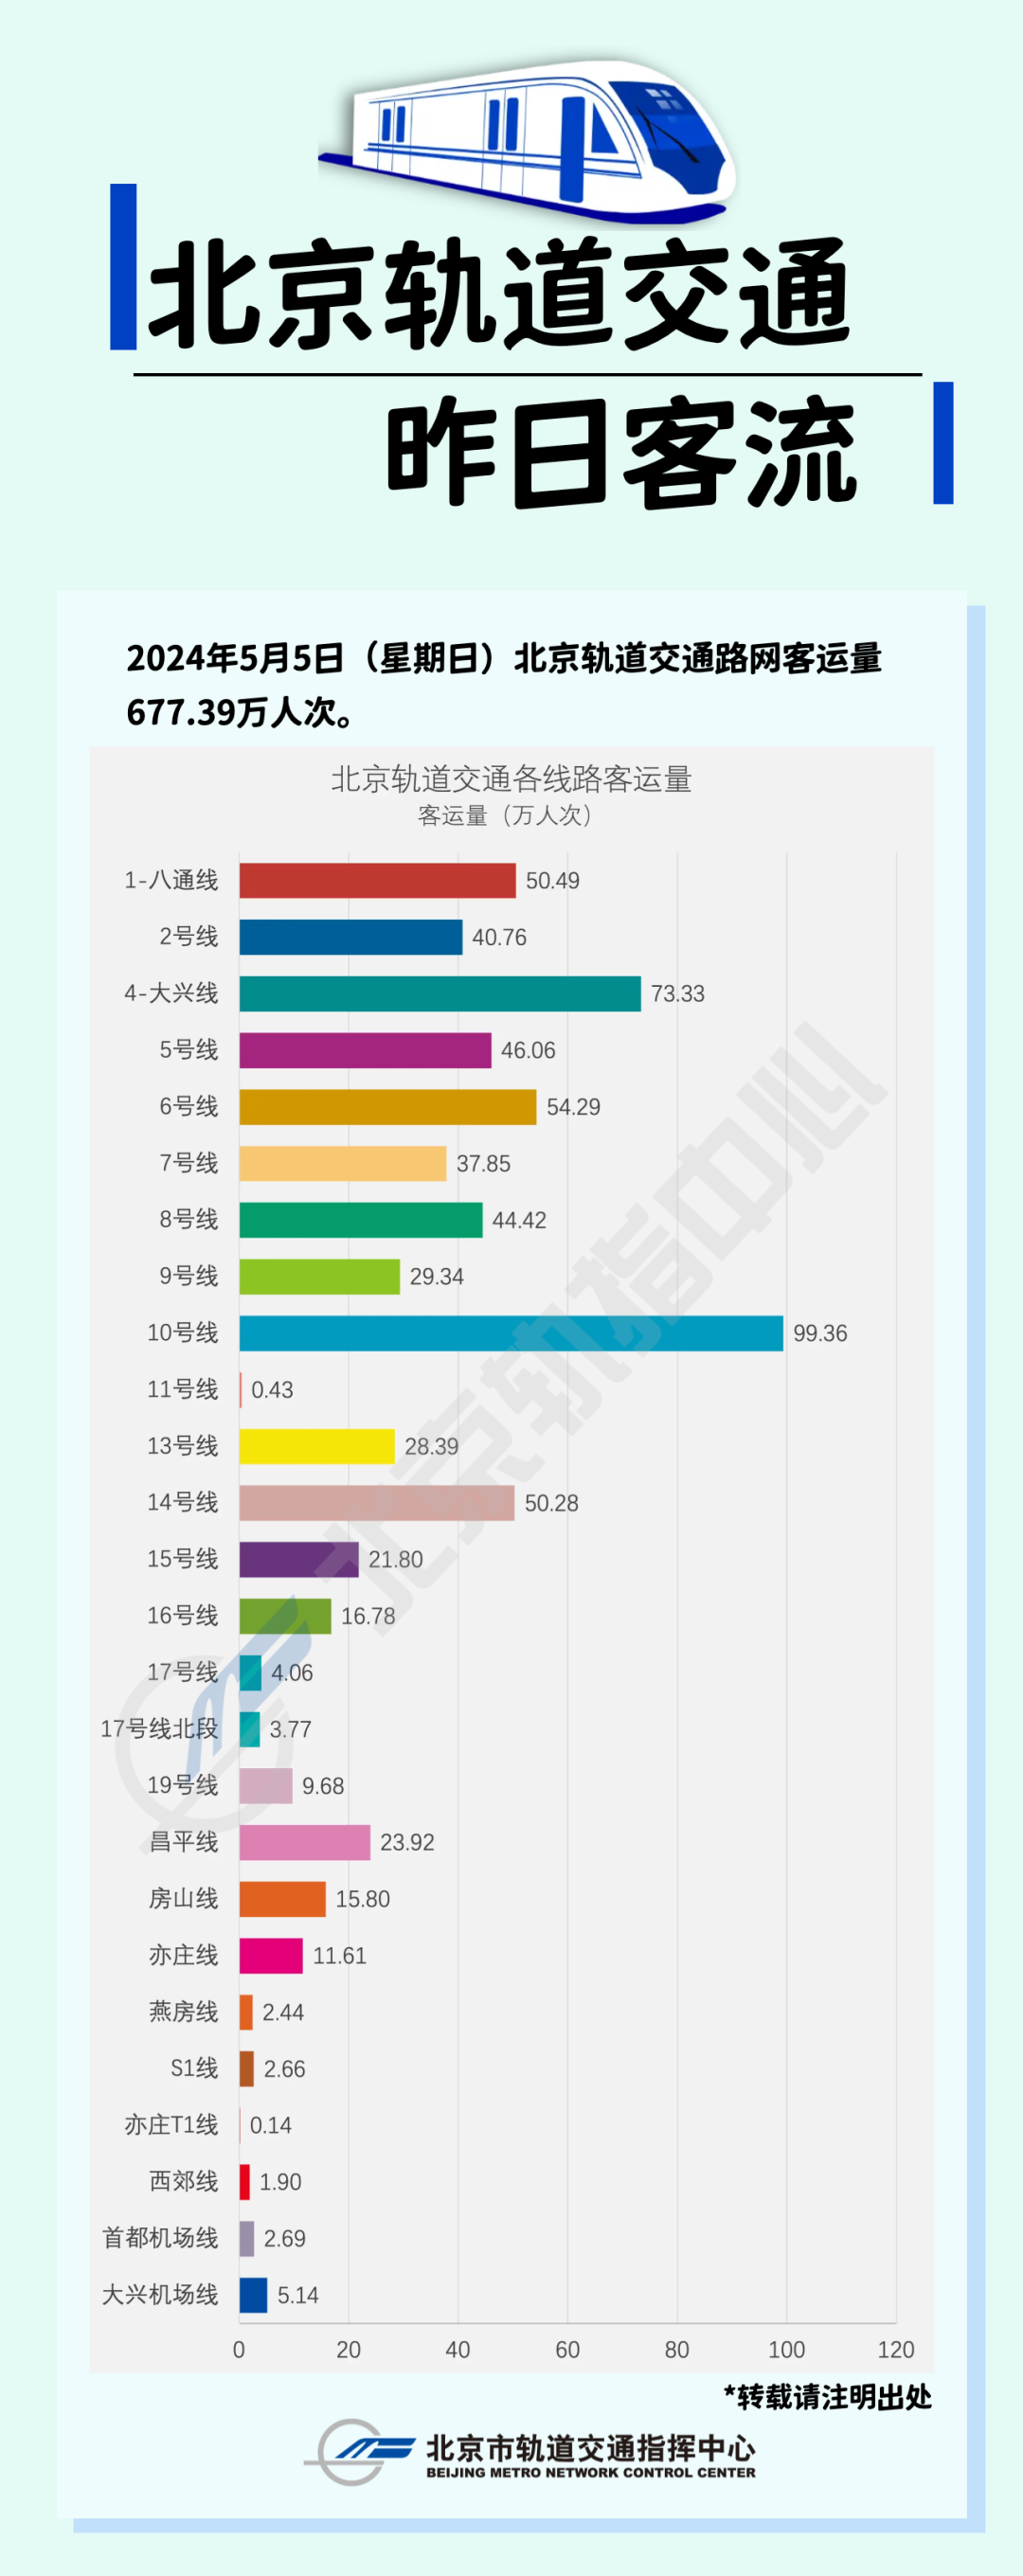 北京轨道交通
昨日客流
2024年5月5日（星期日）北京轨道交通路网客运量
677.39万人次。
北京轨道交通各线路客运量
客运量（万人次）
1-八通线 50.49
2号线 40.76
4-大兴线 73.33
5号线 46.06
6号线 54.29
7号线 37.85
8号线 44.42
9号线 29.34
10号线 99.36
11号线 0.43
13号线 28.39
14号线 50.28
15号线 21.80
16号线 16.78
17号线 4.06
17号线北段 3.77
19号线 9.68
昌平线 23.92
房山线 15.80
亦庄线 11.61
燕房线 2.44
S1线 2.66
亦庄T1线 0.14
西郊线 1.90
首都机场线 2.69
大兴机场线 5.14
0 20 40 60 80 100 120
北京轨指中心
*转载请注明出处
北京市轨道交通指挥中心
BEIJING METRO NETWORK CONTROL CENTER